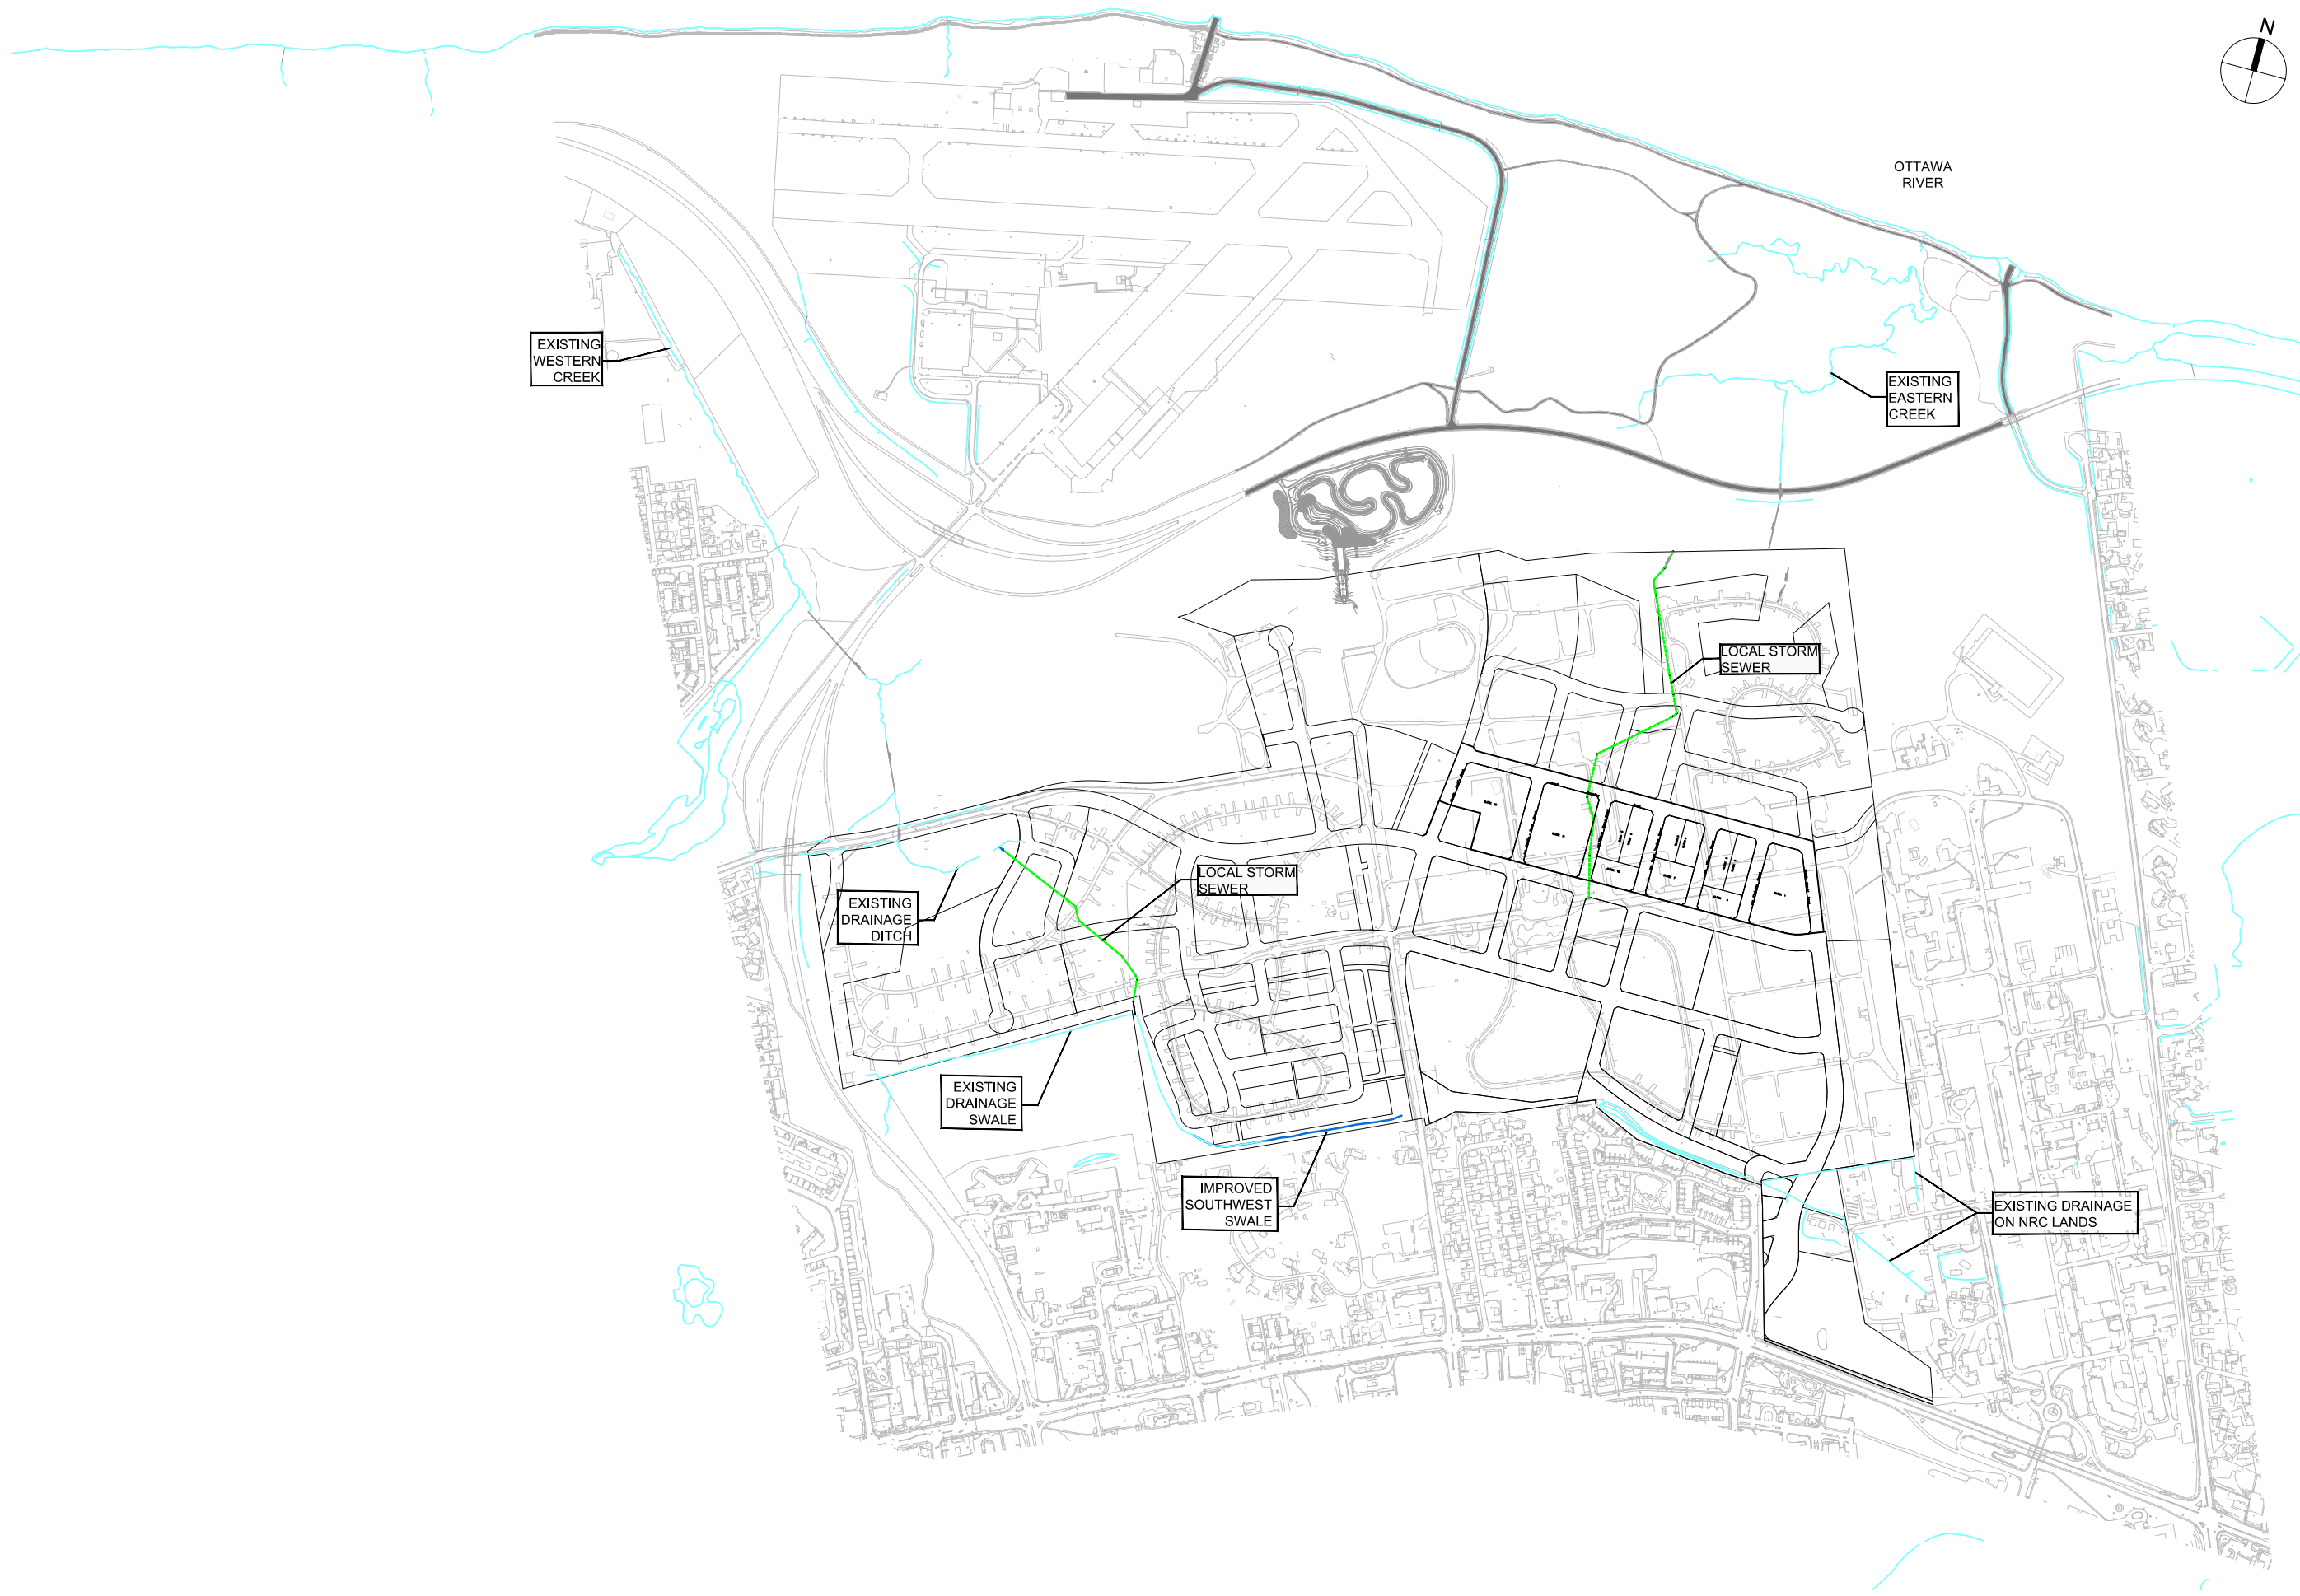 N
OTTAWA
RIVER
EXISTING
WESTERN
CREEK
EXISTING
EASTERN
CREEK
LOCAL STORM
SEWER
LOCAL STORM
SEWER
EXISTING
DRAINAGE
DITCH
EXISTING
DRAINAGE
SWALE
IMPROVED
SOUTHWEST
SWALE
EXISTING DRAINAGE
ON NRC LANDS